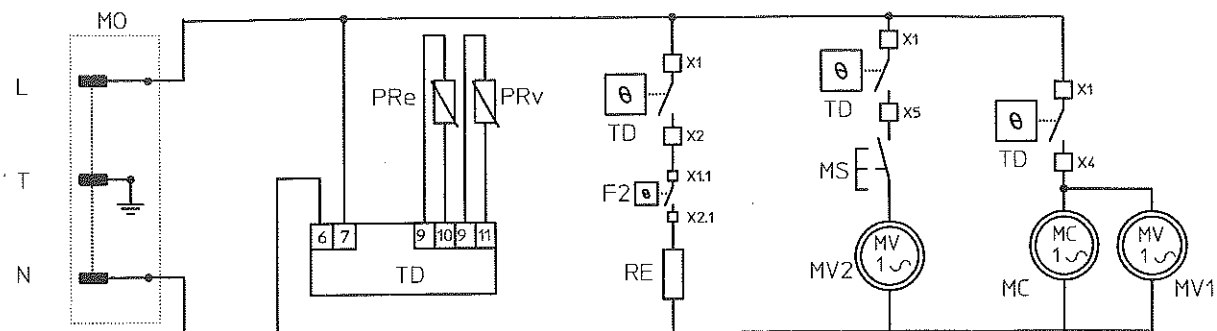 MO
L
T
N
PRe
PRv
6 7 9 10 9 11
TD
X1
θ
TD
X2
X1.1
F2 θ
X2.1
RE
X1
θ
TD
X5
MS
MV
1
MV2
X1
θ
TD
X4
MC
1
MC
MV
1
MV1